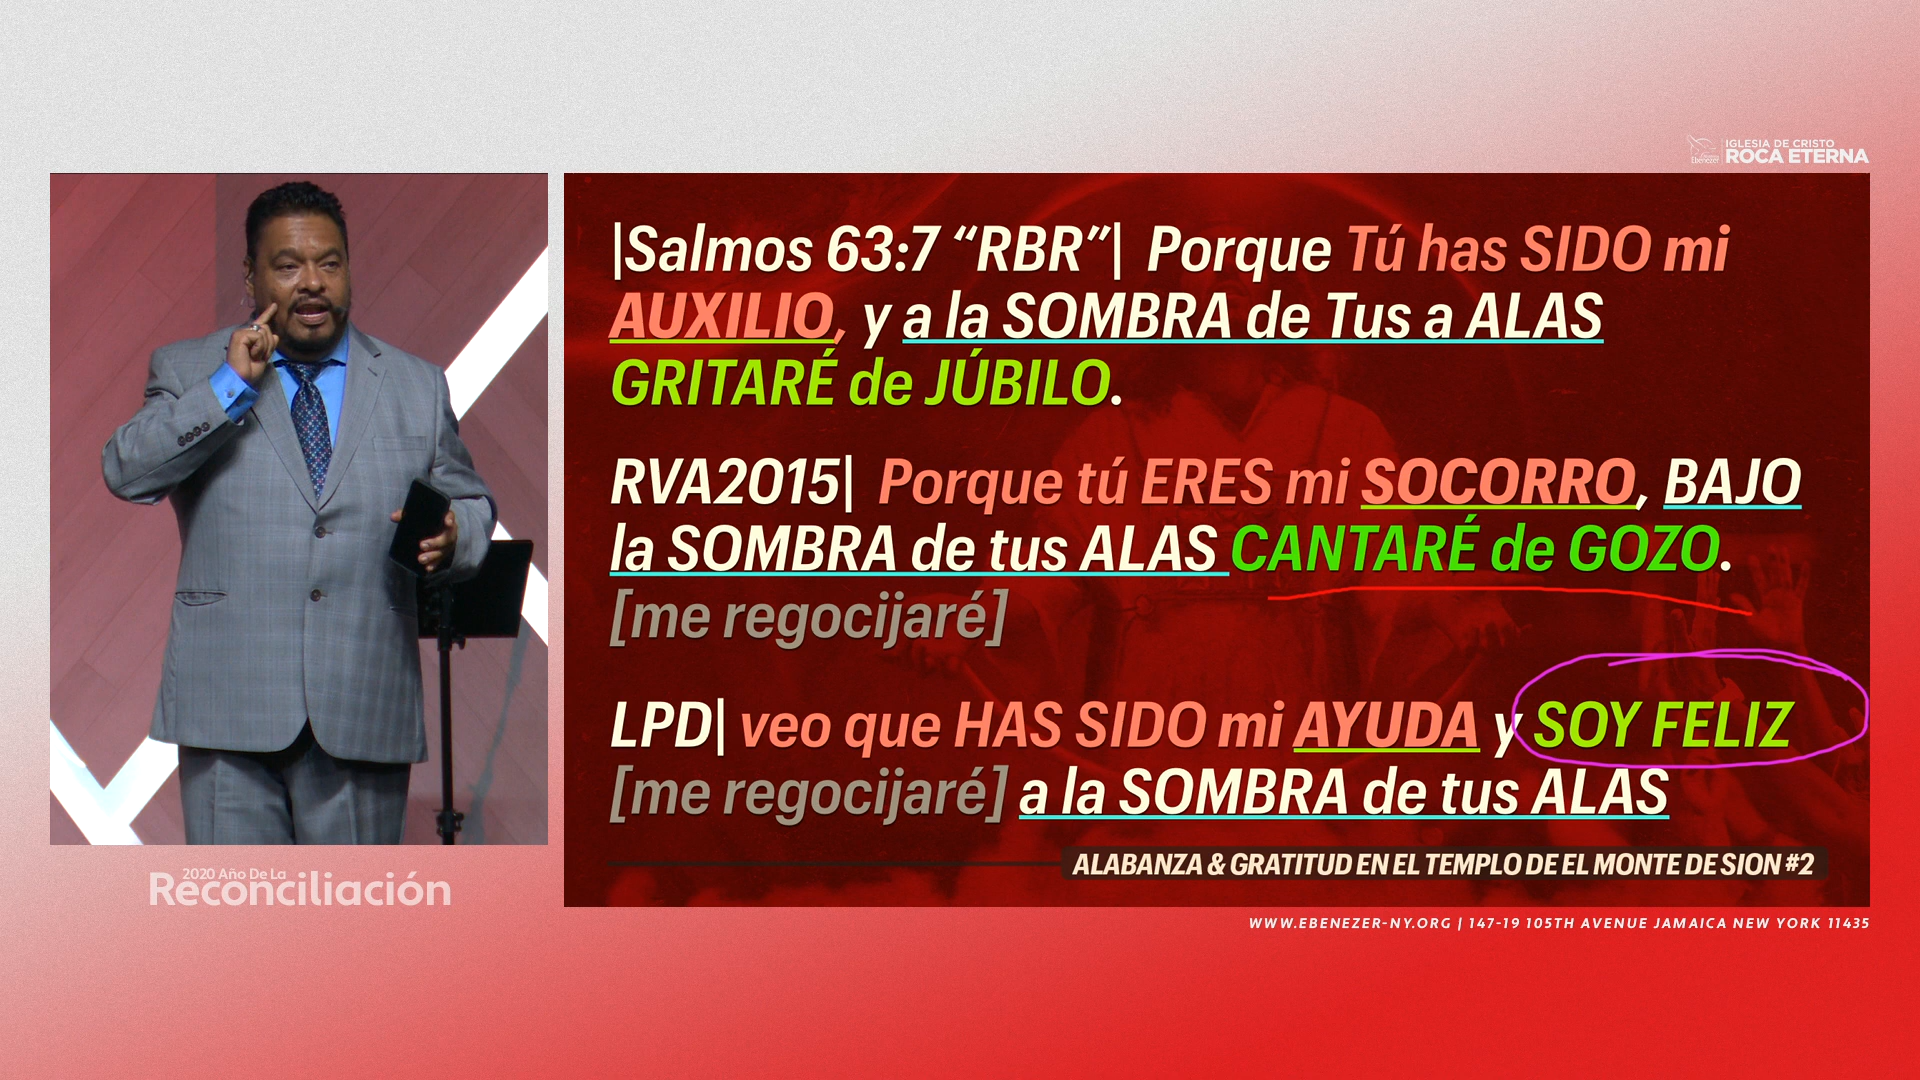 IGLESIA DE CRISTO
Ebenezer ROCA ETERNA
|Salmos 63:7 “RBR”| Porque Tú has SIDO mi
AUXILIO, y a la SOMBRA de Tus a ALAS
GRITARÉ de JÚBILO.
RVA2015| Porque tú ERES mi SOCORRO, BAJO
la SOMBRA de tus ALAS CANTARÉ de GOZO.
[me regocijaré]
LPD| veo que HAS SIDO mi AYUDA y SOY FELIZ
[me regocijaré] a la SOMBRA de tus ALAS
ALABANZA & GRATITUD EN EL TEMPLO DE EL MONTE DE SION #2
2020 Año De La
Reconciliación
WWW.EBENEZER-NY.ORG | 147-19 105TH AVENUE JAMAICA NEW YORK 11435